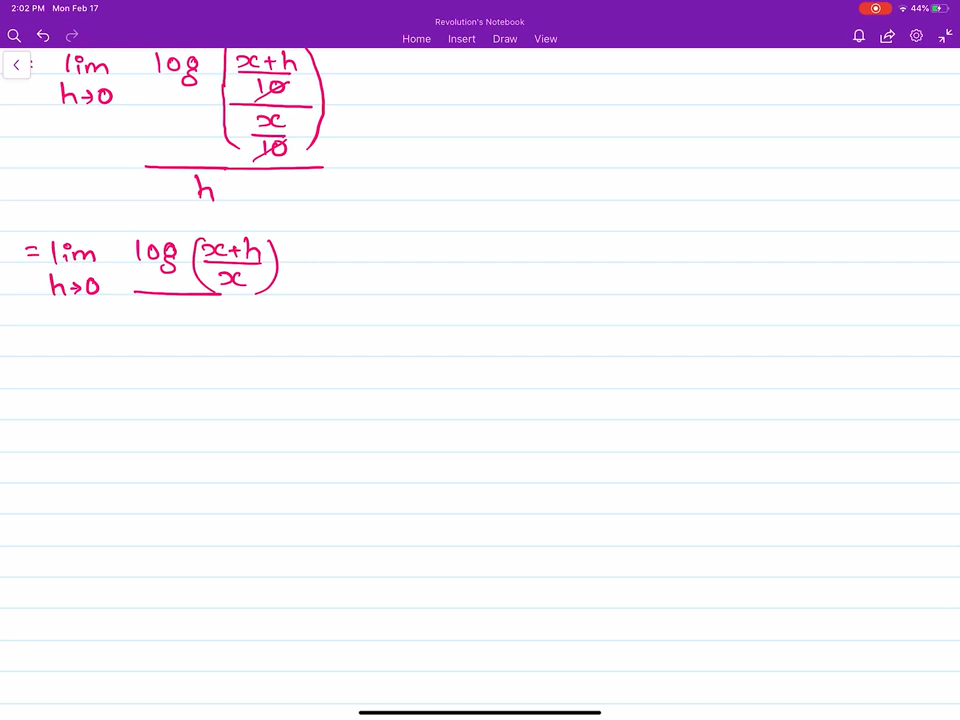 2:02 PM Mon Feb 17
44%
Revolution's Notebook
Home Insert Draw View
= lim log ( (x+h)/10 / x/10 )
h→0
h
= lim log ( (x+h)/x )
h→0